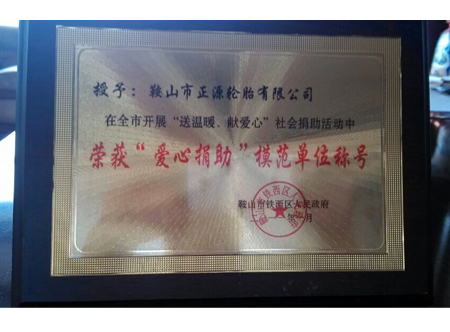 授予：鞍山市正源轮胎有限公司
在全市开展“送温暖、献爱心”社会捐助活动中
荣获“爱心捐助”模范单位称号
鞍山市铁西区人民政府
年 月